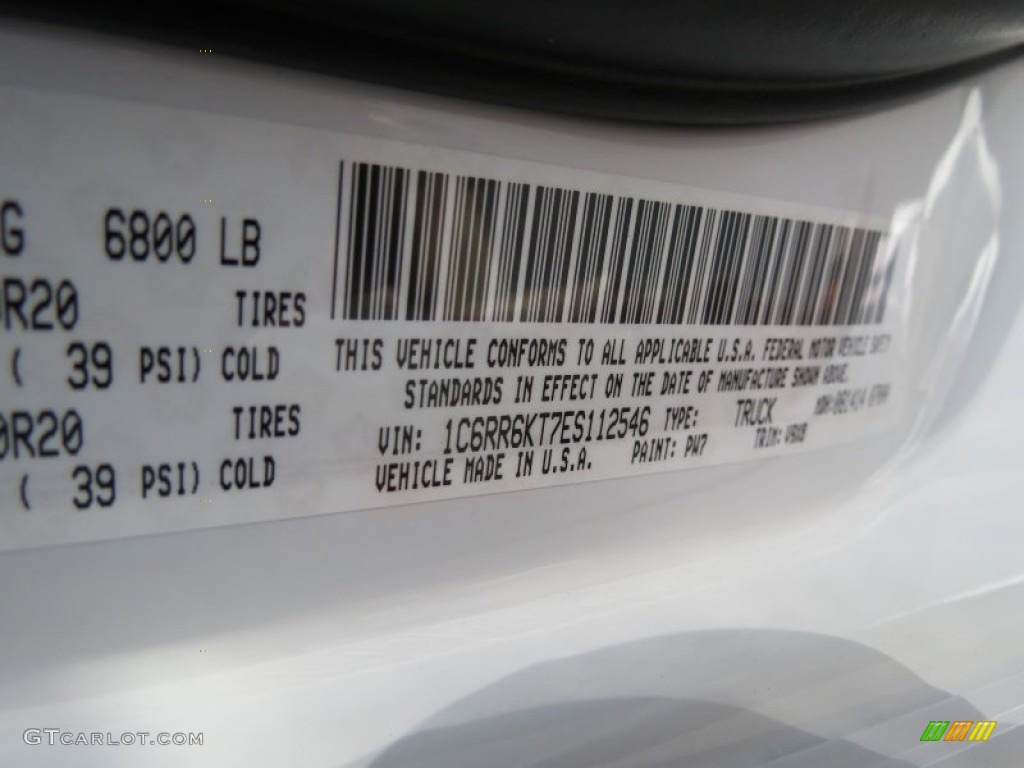 G 6800 LB
R20 TIRES
( 39 PSI) COLD
0R20 TIRES
( 39 PSI) COLD
THIS VEHICLE CONFORMS TO ALL APPLICABLE U.S.A. FEDERAL MOTOR VEHICLE SAFETY
STANDARDS IN EFFECT ON THE DATE OF MANUFACTURE SHOWN ABOVE.
VIN: 1C6RR6KT7ES112546 TYPE: TRUCK
VEHICLE MADE IN U.S.A. PAINT: PW7 TRIM:
GTCARLOT.COM